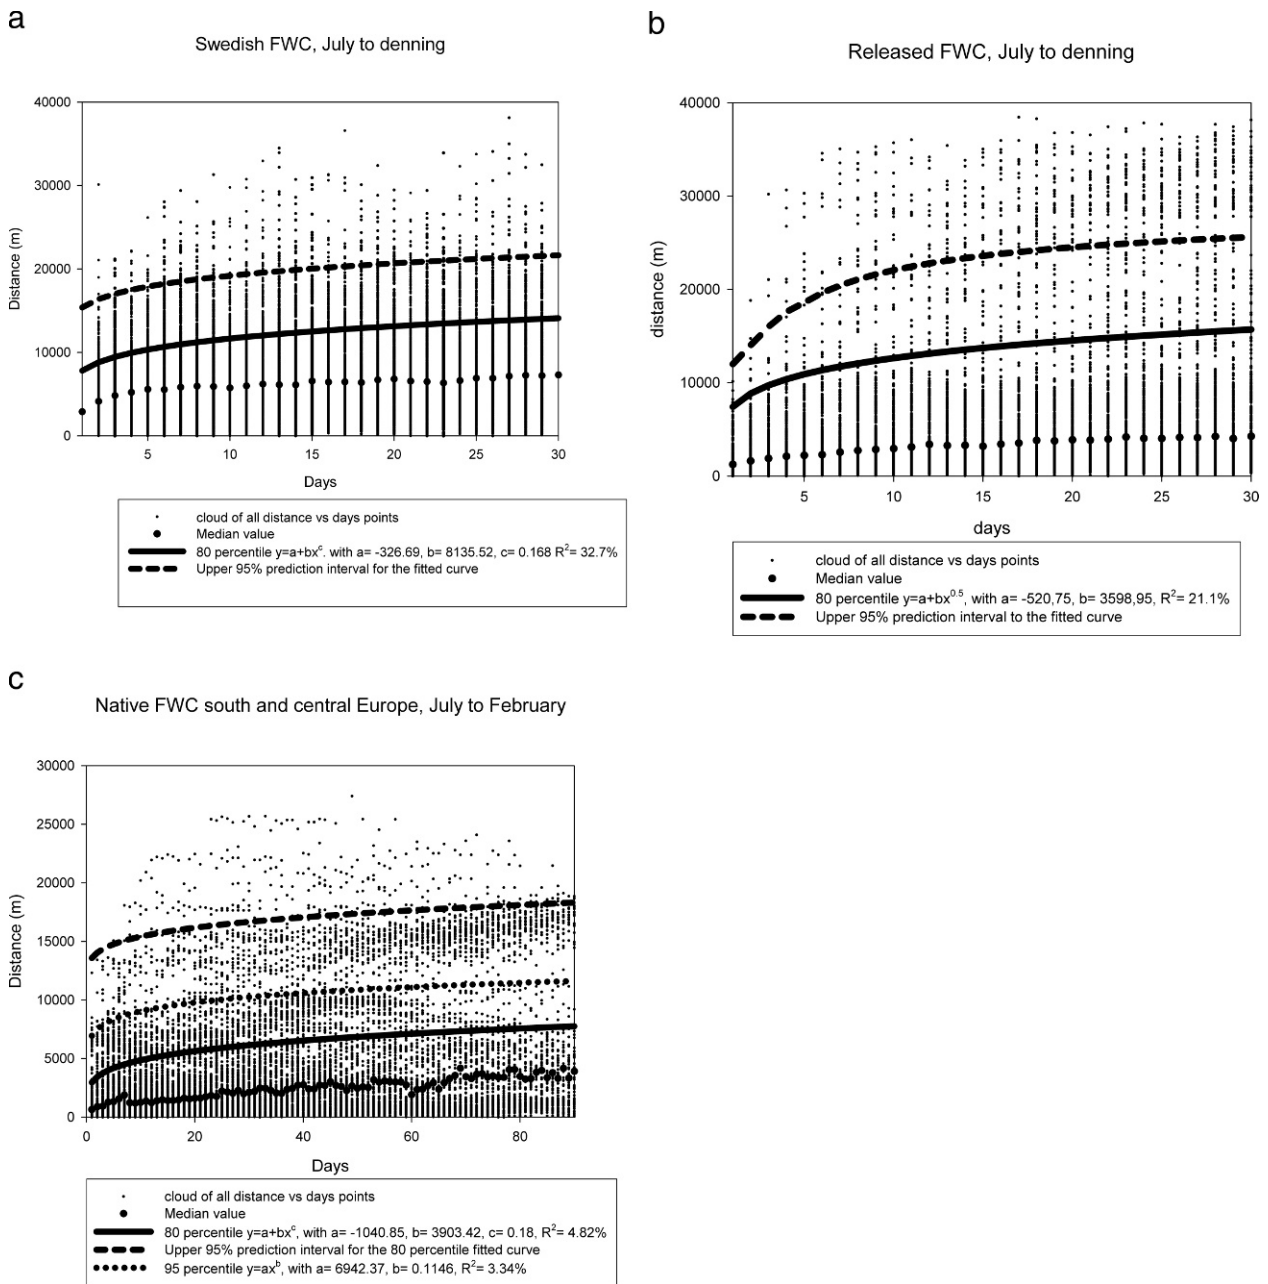 a
Swedish FWC, July to denning
40000
30000
20000
10000
0
Distance (m)
5 10 15 20 25 30
Days
cloud of all distance vs days points
Median value
80 percentile y=a+bxᶜ. with a= -326.69, b= 8135.52, c= 0.168 R²= 32.7%
Upper 95% prediction interval for the fitted curve
b
Released FWC, July to denning
40000
30000
20000
10000
0
distance (m)
5 10 15 20 25 30
days
cloud of all distance vs days points
Median value
80 percentile y=a+bx⁰·⁵, with a= -520,75, b= 3598,95, R²= 21.1%
Upper 95% prediction interval to the fitted curve
c
Native FWC south and central Europe, July to February
30000
25000
20000
15000
10000
5000
0
Distance (m)
0 20 40 60 80
Days
cloud of all distance vs days points
Median value
80 percentile y=a+bxᶜ, with a= -1040.85, b= 3903.42, c= 0.18, R²= 4.82%
Upper 95% prediction interval for the 80 percentile fitted curve
95 percentile y=axᵇ, with a= 6942.37, b= 0.1146, R²= 3.34%